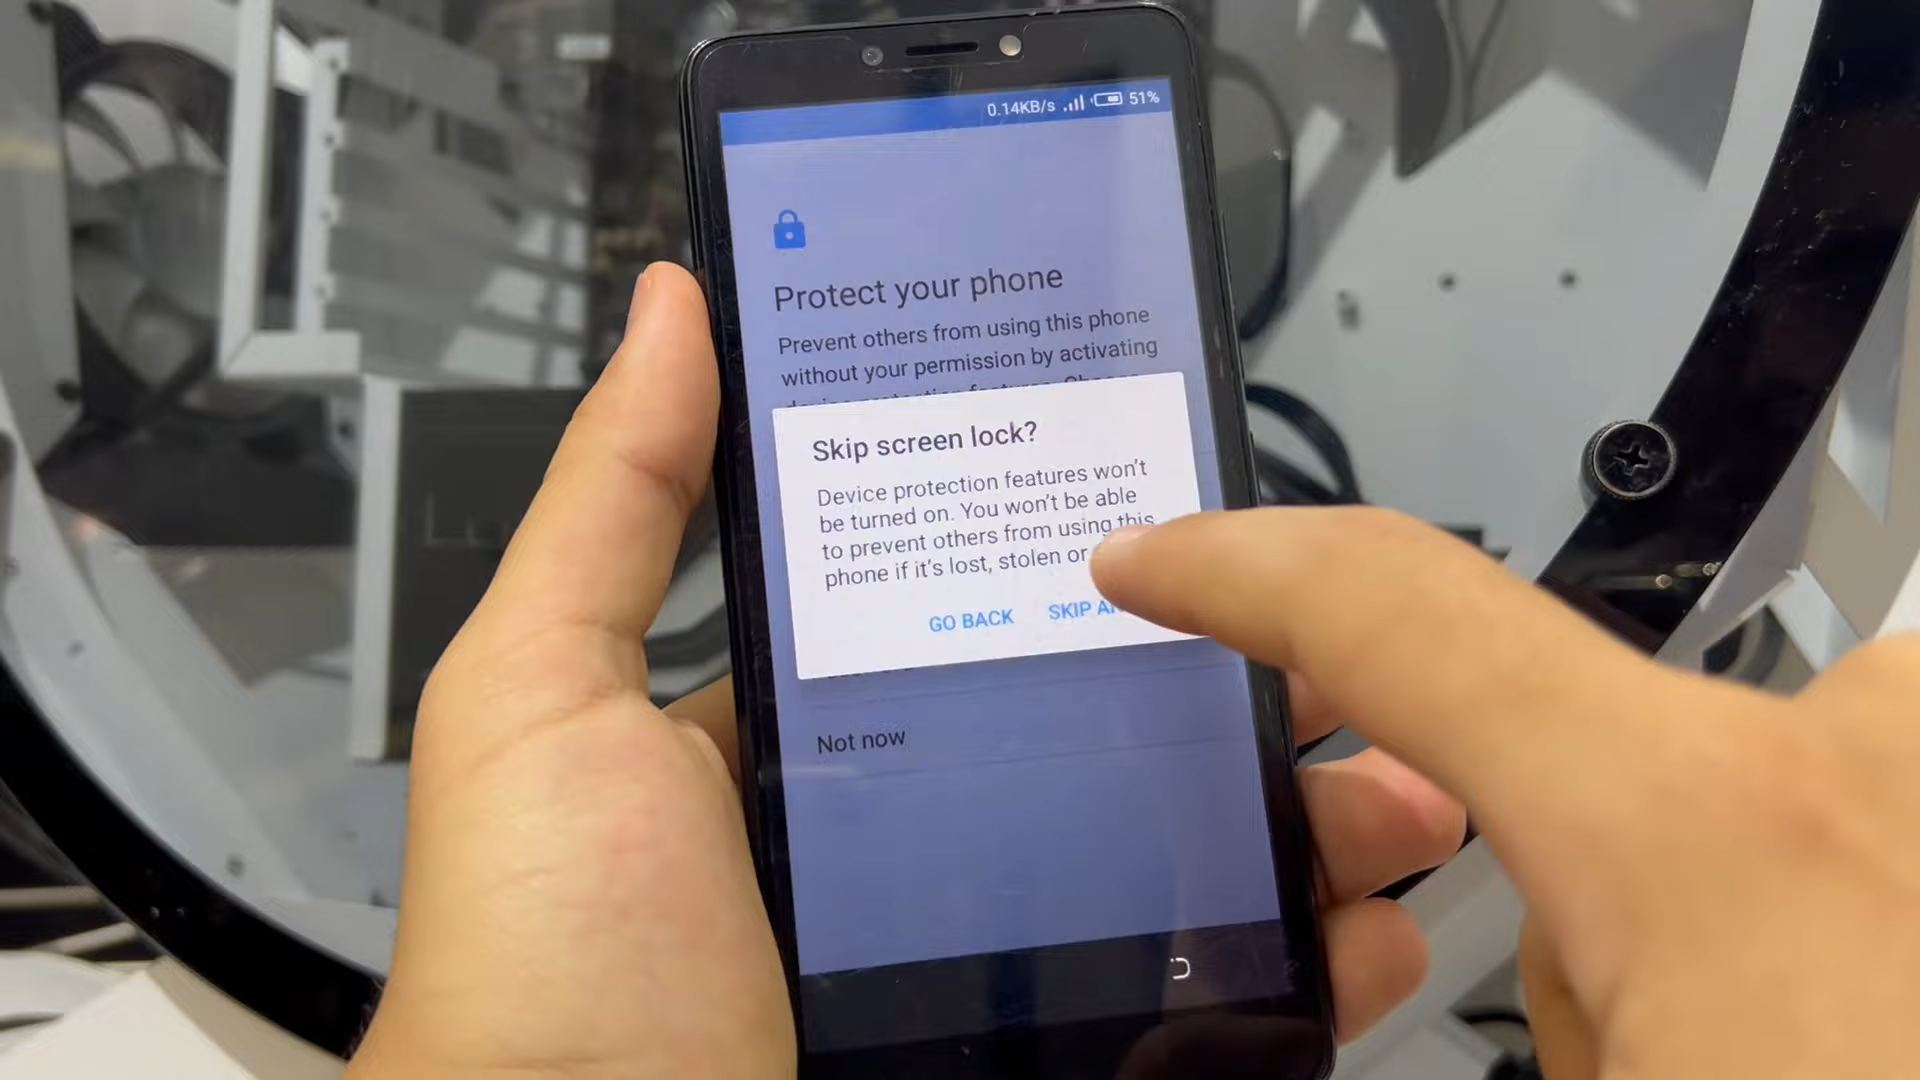 0.14KB/s 51%
Protect your phone
Prevent others from using this phone
without your permission by activating
Skip screen lock?
Device protection features won't
be turned on. You won't be able
to prevent others from using this
phone if it's lost, stolen or
GO BACK SKIP
Not now